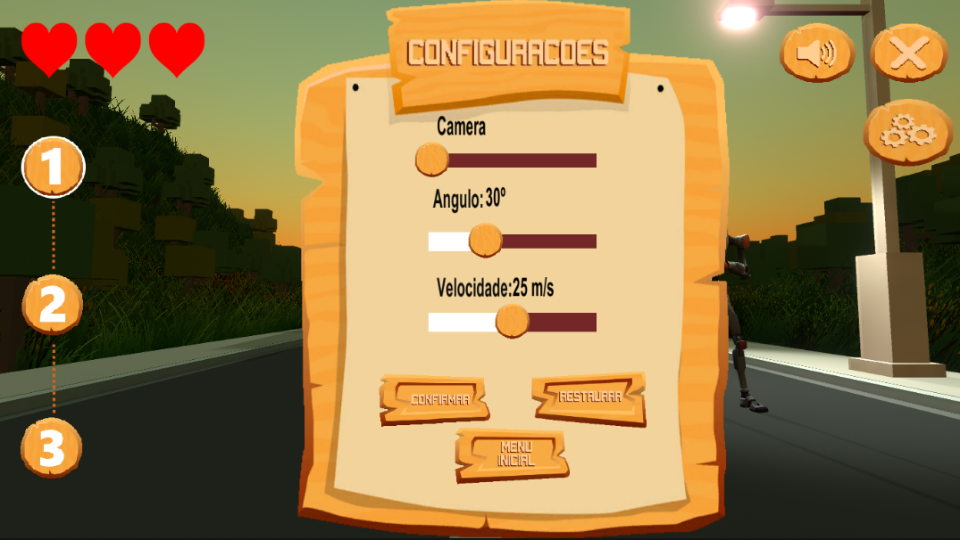 CONFIGURACOES
Camera
Angulo:30º
Velocidade:25 m/s
CONFIRMAR
RESTAURAR
MENU
INICIAL
1
2
3